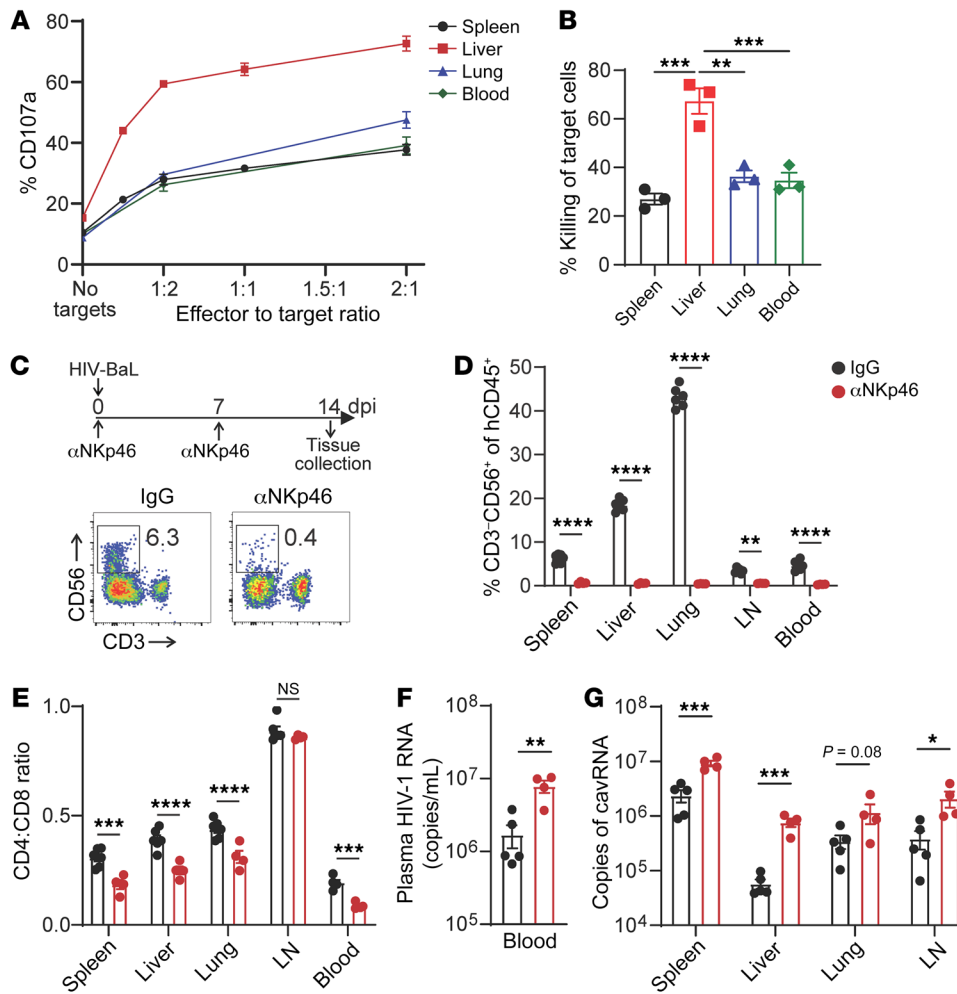 A
80
60
40
20
0
% CD107a
No targets
1:2
1:1
1.5:1
2:1
Effector to target ratio
Spleen
Liver
Lung
Blood
B
***
***
**
80
60
40
20
0
% Killing of target cells
Spleen
Liver
Lung
Blood
C
HIV-BaL
0
7
14 dpi
αNKp46
αNKp46
Tissue
collection
IgG
αNKp46
6.3
0.4
CD56
CD3
D
50
40
30
20
10
0
% CD3⁻CD56⁺ of hCD45⁺
****
****
****
**
****
IgG
αNKp46
Spleen
Liver
Lung
LN
Blood
E
1.0
0.5
0.0
CD4:CD8 ratio
***
****
****
NS
***
Spleen
Liver
Lung
LN
Blood
F
10⁸
10⁷
10⁶
10⁵
Plasma HIV-1 RNA
(copies/mL)
**
Blood
G
10⁸
10⁷
10⁶
10⁵
10⁴
Copies of cavRNA
***
***
P = 0.08
*
Spleen
Liver
Lung
LN